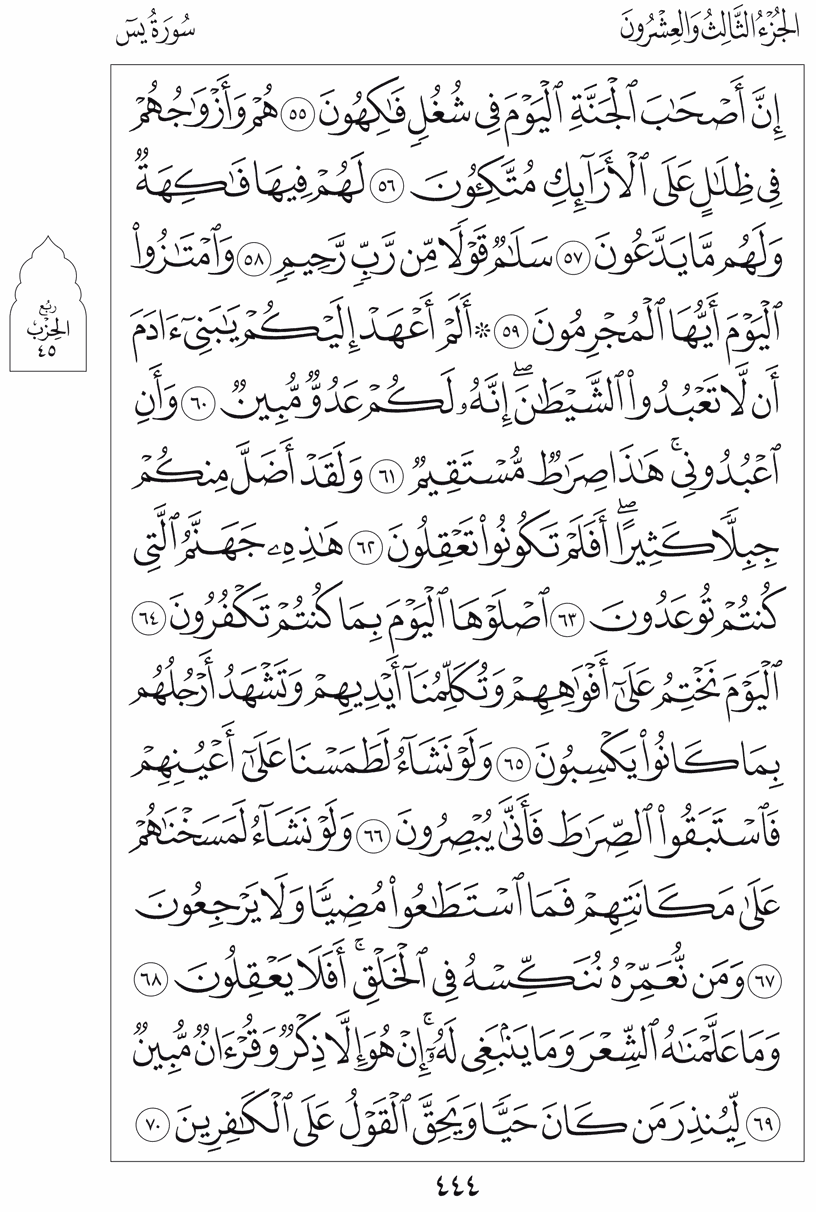 الجُزْءُ الثَّالِثُ وَالعِشْرُونَ
سُورَةُ يسٓ
إِنَّ أَصۡحَٰبَ ٱلۡجَنَّةِ ٱلۡيَوۡمَ فِي شُغُلٖ فَٰكِهُونَ ٥٥ هُمۡ وَأَزۡوَٰجُهُمۡ
فِي ظِلَٰلٍ عَلَى ٱلۡأَرَآئِكِ مُتَّكِـُٔونَ ٥٦ لَهُمۡ فِيهَا فَٰكِهَةٞ
وَلَهُم مَّا يَدَّعُونَ ٥٧ سَلَٰمٞ قَوۡلٗا مِّن رَّبّٖ رَّحِيمٖ ٥٨ وَٱمۡتَٰزُواْ
ٱلۡيَوۡمَ أَيُّهَا ٱلۡمُجۡرِمُونَ ٥٩ ۞ أَلَمۡ أَعۡهَدۡ إِلَيۡكُمۡ يَٰبَنِيٓ ءَادَمَ
أَن لَّا تَعۡبُدُواْ ٱلشَّيۡطَٰنَۖ إِنَّهُۥ لَكُمۡ عَدُوّٞ مُّبِينٞ ٦٠ وَأَنِ
ٱعۡبُدُونِيۚ هَٰذَا صِرَٰطٞ مُّسۡتَقِيمٞ ٦١ وَلَقَدۡ أَضَلَّ مِنكُمۡ
جِبِلّٗا كَثِيرًاۖ أَفَلَمۡ تَكُونُواْ تَعۡقِلُونَ ٦٢ هَٰذِهِۦ جَهَنَّمُ ٱلَّتِي
كُنتُمۡ تُوعَدُونَ ٦٣ ٱصۡلَوۡهَا ٱلۡيَوۡمَ بِمَا كُنتُمۡ تَكۡفُرُونَ ٦٤
ٱلۡيَوۡمَ نَخۡتِمُ عَلَىٰٓ أَفۡوَٰهِهِمۡ وَتُكَلِّمُنَآ أَيۡدِيهِمۡ وَتَشۡهَدُ أَرۡجُلُهُم
بِمَا كَانُواْ يَكۡسِبُونَ ٦٥ وَلَوۡ نَشَآءُ لَطَمَسۡنَا عَلَىٰٓ أَعۡيُنِهِمۡ
فَٱسۡتَبَقُواْ ٱلصِّرَٰطَ فَأَنَّىٰ يُبۡصِرُونَ ٦٦ وَلَوۡ نَشَآءُ لَمَسَخۡنَٰهُمۡ
عَلَىٰ مَكَانَتِهِمۡ فَمَا ٱسۡتَطَٰعُواْ مُضِيّٗا وَلَا يَرۡجِعُونَ
٦٧ وَمَن نُّعَمِّرۡهُ نُنَكِّسۡهُ فِي ٱلۡخَلۡقِۚ أَفَلَا يَعۡقِلُونَ ٦٨
وَمَا عَلَّمۡنَٰهُ ٱلشِّعۡرَ وَمَا يَنۢبَغِي لَهُۥٓۚ إِنۡ هُوَ إِلَّا ذِكۡرٞ وَقُرۡءَانٞ مُّبِينٞ
٦٩ لِّيُنذِرَ مَن كَانَ حَيّٗا وَيَحِقَّ ٱلۡقَوۡلُ عَلَى ٱلۡكَٰفِرِينَ ٧٠
رُبْع
الحِزْب
٤٥
٤٤٤